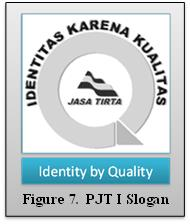 IDENTITAS KARENA KUALITAS
JASA TIRTA
Identity by Quality
Figure 7. PJT I Slogan